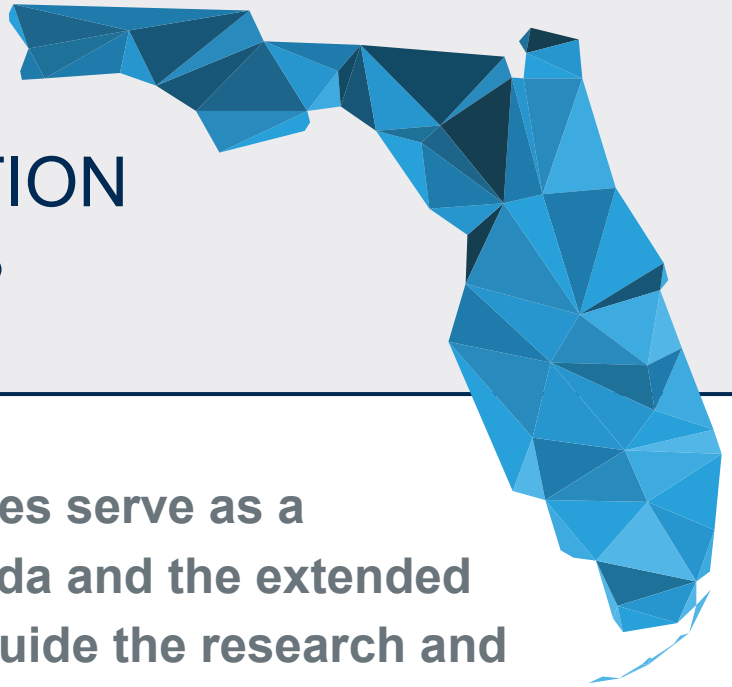 TION
es serve as a
da and the extended
uide the research and